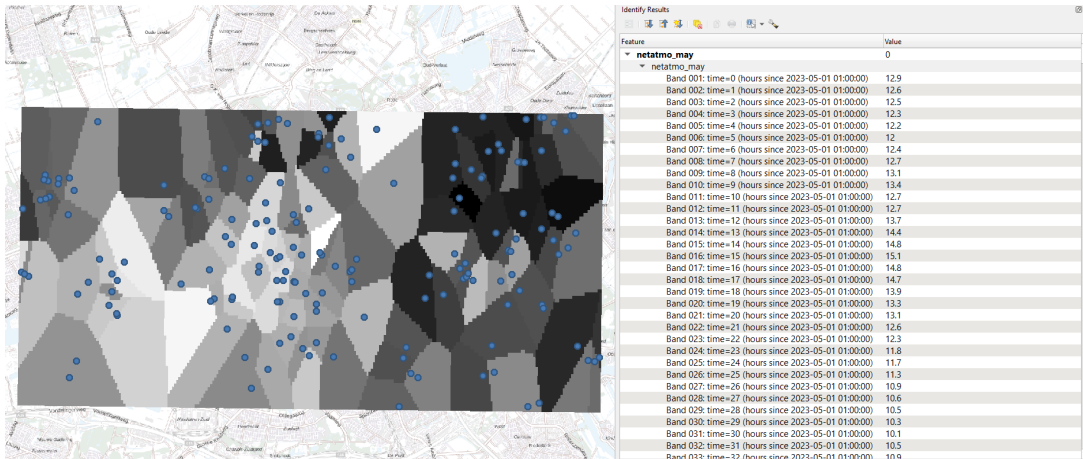 Identify Results
Feature Value
netatmo_may 0
netatmo_may
Band 001: time=0 (hours since 2023-05-01 01:00:00) 12.9
Band 002: time=1 (hours since 2023-05-01 01:00:00) 12.6
Band 003: time=2 (hours since 2023-05-01 01:00:00) 12.5
Band 004: time=3 (hours since 2023-05-01 01:00:00) 12.3
Band 005: time=4 (hours since 2023-05-01 01:00:00) 12.2
Band 006: time=5 (hours since 2023-05-01 01:00:00) 12
Band 007: time=6 (hours since 2023-05-01 01:00:00) 12.4
Band 008: time=7 (hours since 2023-05-01 01:00:00) 12.7
Band 009: time=8 (hours since 2023-05-01 01:00:00) 13.1
Band 010: time=9 (hours since 2023-05-01 01:00:00) 13.4
Band 011: time=10 (hours since 2023-05-01 01:00:00) 12.7
Band 012: time=11 (hours since 2023-05-01 01:00:00) 12.7
Band 013: time=12 (hours since 2023-05-01 01:00:00) 13.7
Band 014: time=13 (hours since 2023-05-01 01:00:00) 14.4
Band 015: time=14 (hours since 2023-05-01 01:00:00) 14.8
Band 016: time=15 (hours since 2023-05-01 01:00:00) 15.1
Band 017: time=16 (hours since 2023-05-01 01:00:00) 14.8
Band 018: time=17 (hours since 2023-05-01 01:00:00) 14.7
Band 019: time=18 (hours since 2023-05-01 01:00:00) 13.9
Band 020: time=19 (hours since 2023-05-01 01:00:00) 13.3
Band 021: time=20 (hours since 2023-05-01 01:00:00) 13.1
Band 022: time=21 (hours since 2023-05-01 01:00:00) 12.6
Band 023: time=22 (hours since 2023-05-01 01:00:00) 12.3
Band 024: time=23 (hours since 2023-05-01 01:00:00) 11.8
Band 025: time=24 (hours since 2023-05-01 01:00:00) 11.7
Band 026: time=25 (hours since 2023-05-01 01:00:00) 11.3
Band 027: time=26 (hours since 2023-05-01 01:00:00) 10.9
Band 028: time=27 (hours since 2023-05-01 01:00:00) 10.6
Band 029: time=28 (hours since 2023-05-01 01:00:00) 10.5
Band 030: time=29 (hours since 2023-05-01 01:00:00) 10.3
Band 031: time=30 (hours since 2023-05-01 01:00:00) 10.1
Band 032: time=31 (hours since 2023-05-01 01:00:00) 10.5
Band 033: time=32 (hours since 2023-05-01 01:00:00) 10.9